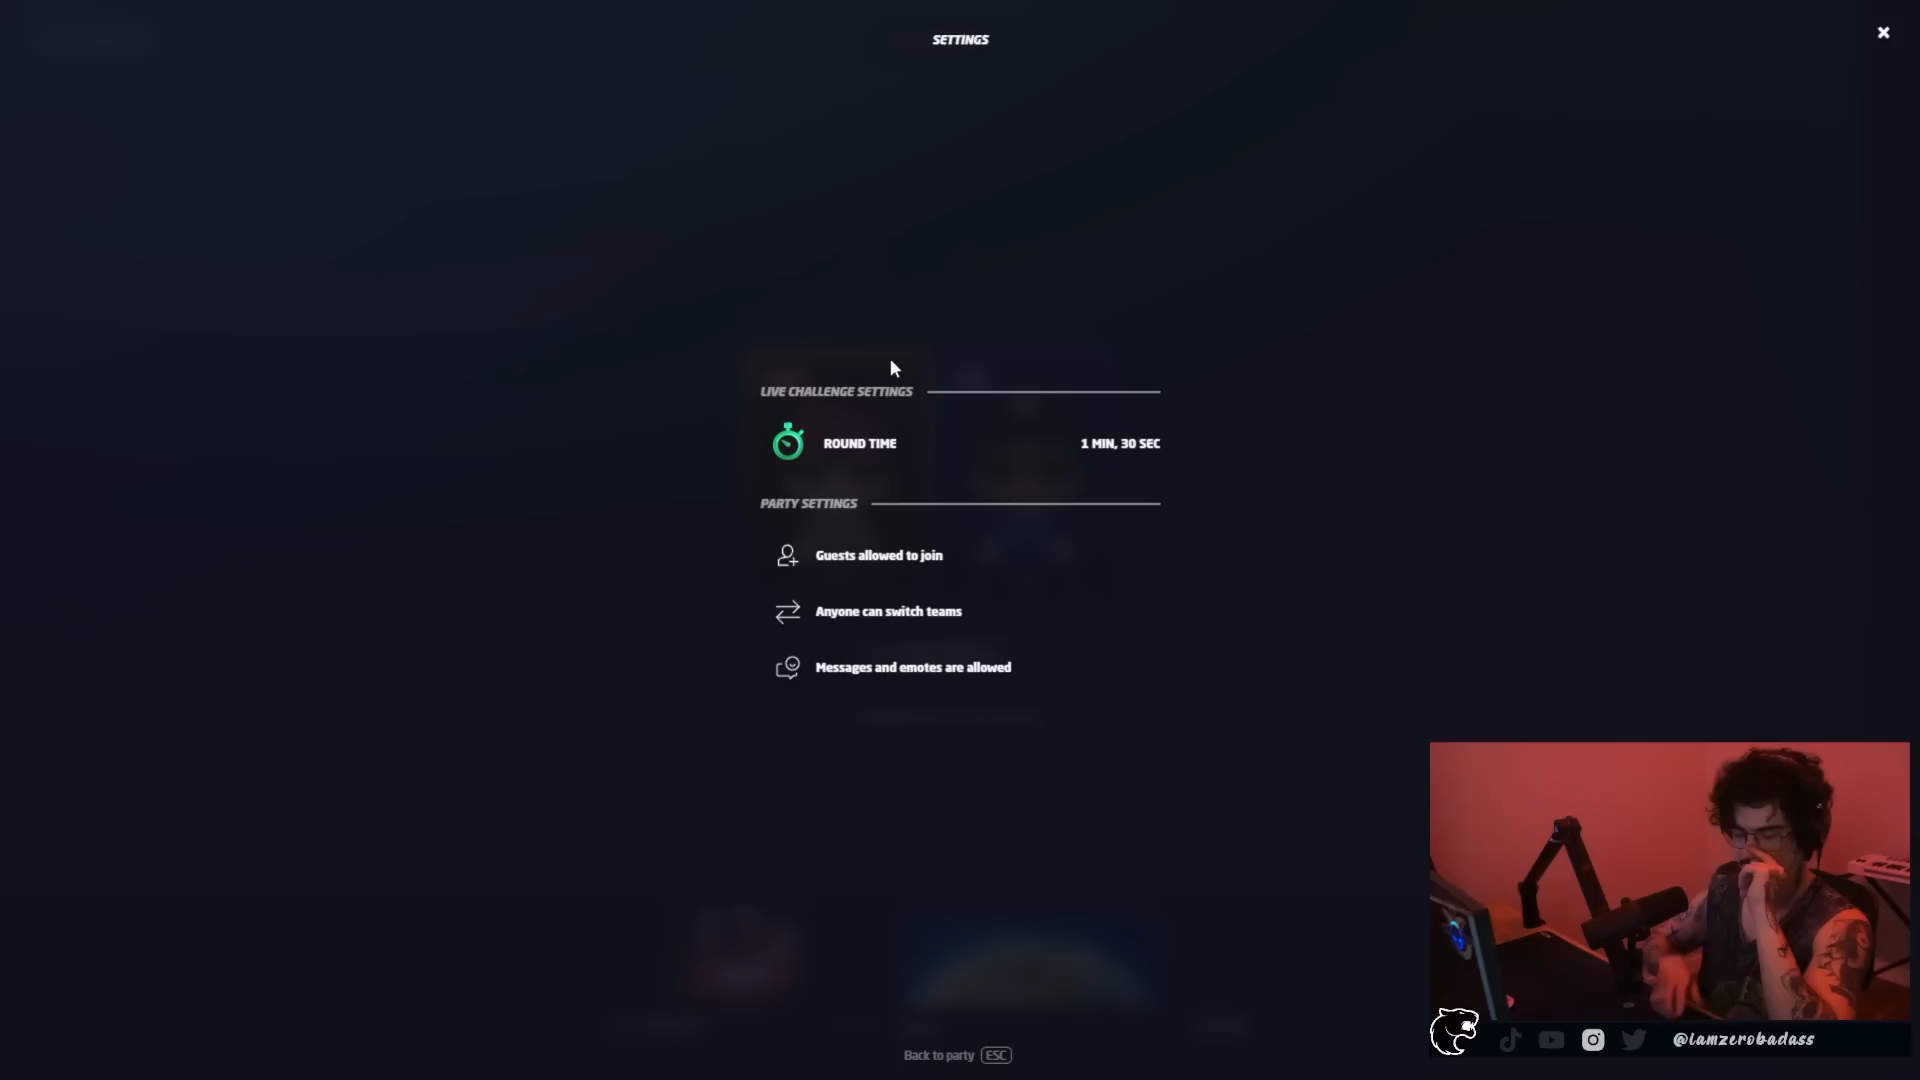 SETTINGS
LIVE CHALLENGE SETTINGS
ROUND TIME 1 MIN, 30 SEC
PARTY SETTINGS
Guests allowed to join
Anyone can switch teams
Messages and emotes are allowed
Back to party ESC
@iamzerobadass